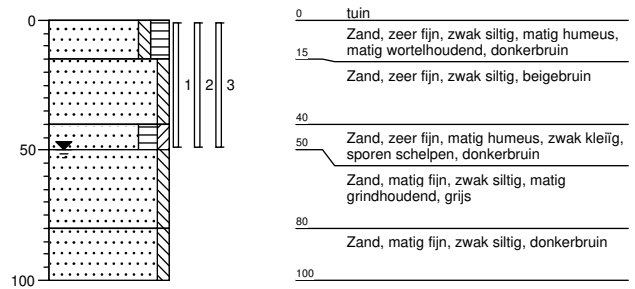 0
50
100
1 2 3
0 tuin
Zand, zeer fijn, zwak siltig, matig humeus,
matig wortelhoudend, donkerbruin
15
Zand, zeer fijn, zwak siltig, beigebruin
40
Zand, zeer fijn, matig humeus, zwak kleiïg,
sporen schelpen, donkerbruin
50
Zand, matig fijn, zwak siltig, matig
grindhoudend, grijs
80
Zand, matig fijn, zwak siltig, donkerbruin
100